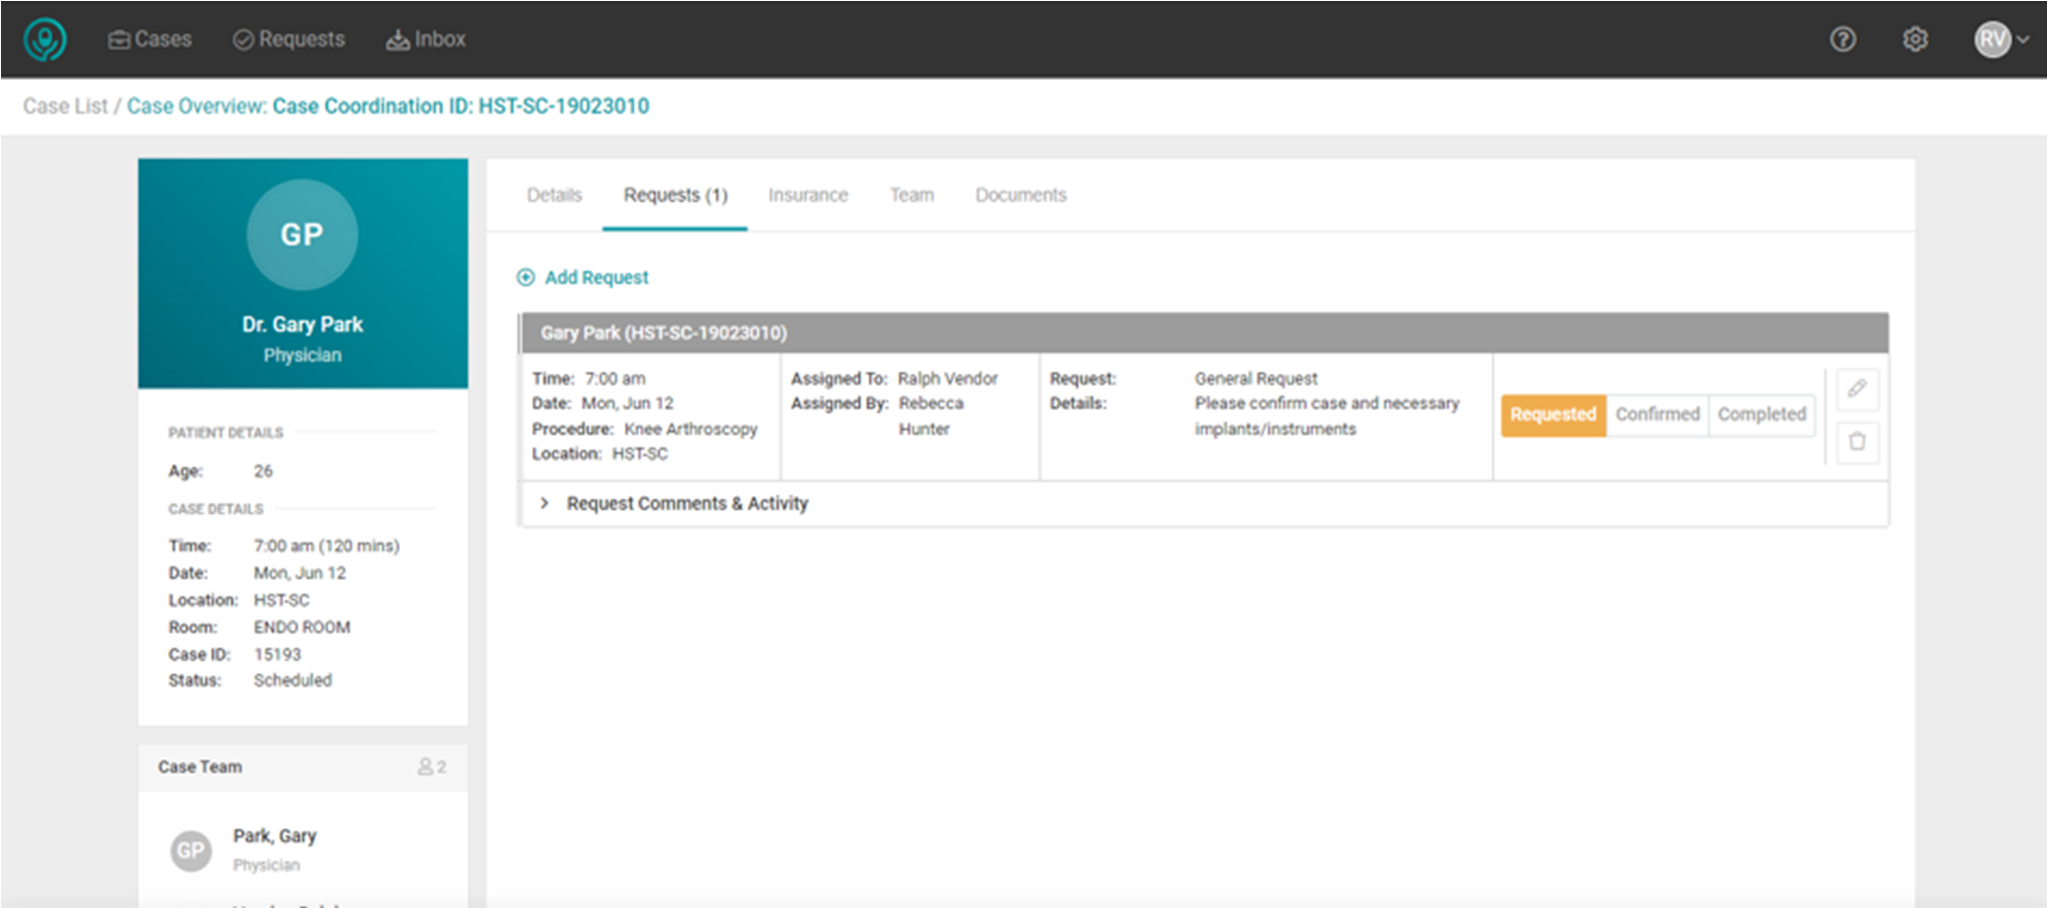 Cases Requests Inbox RV
Case List / Case Overview: Case Coordination ID: HST-SC-19023010
GP
Dr. Gary Park
Physician
PATIENT DETAILS
Age: 26
CASE DETAILS
Time: 7:00 am (120 mins)
Date: Mon, Jun 12
Location: HST-SC
Room: ENDO ROOM
Case ID: 15193
Status: Scheduled
Case Team 2
GP
Park, Gary
Physician
Details Requests (1) Insurance Team Documents
Add Request
Gary Park (HST-SC-19023010)
Time: 7:00 am
Date: Mon, Jun 12
Procedure: Knee Arthroscopy
Location: HST-SC
Assigned To: Ralph Vendor
Assigned By: Rebecca
Hunter
Request: General Request
Details: Please confirm case and necessary
implants/instruments
Requested Confirmed Completed
Request Comments & Activity